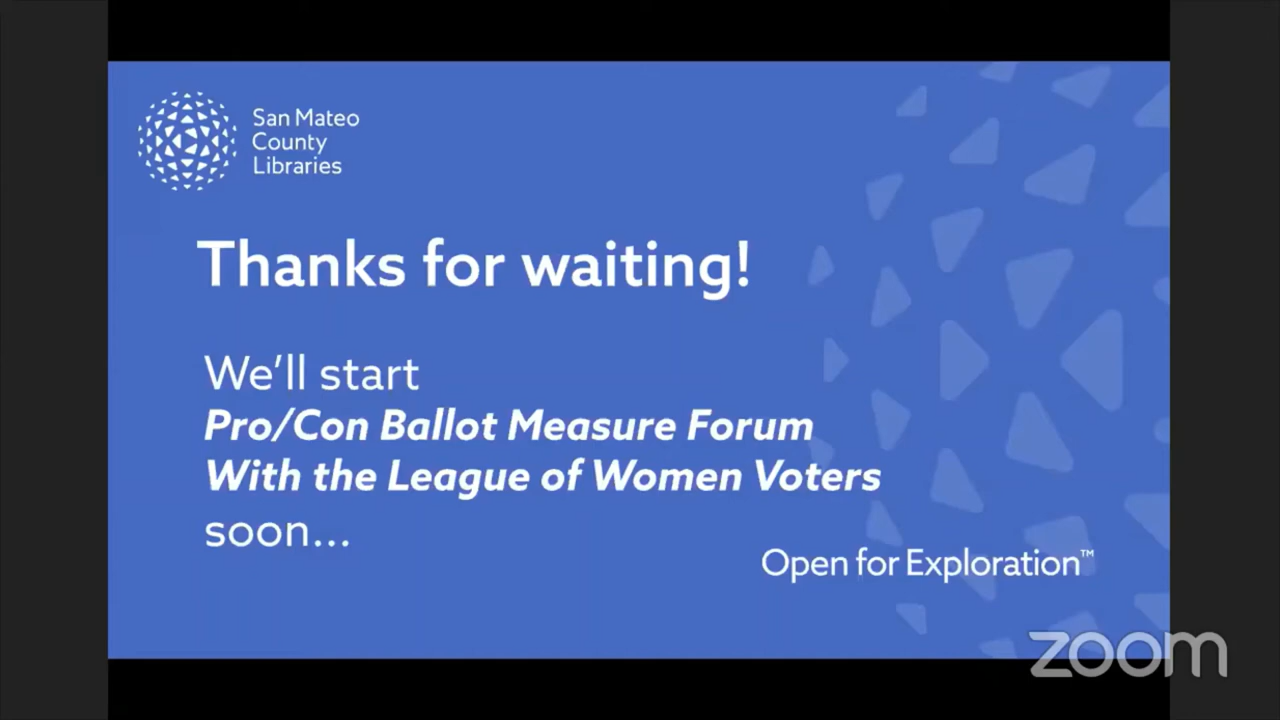 San Mateo
County
Libraries
Thanks for waiting!
We'll start
Pro/Con Ballot Measure Forum
With the League of Women Voters
soon...
Open for Exploration™
zoom